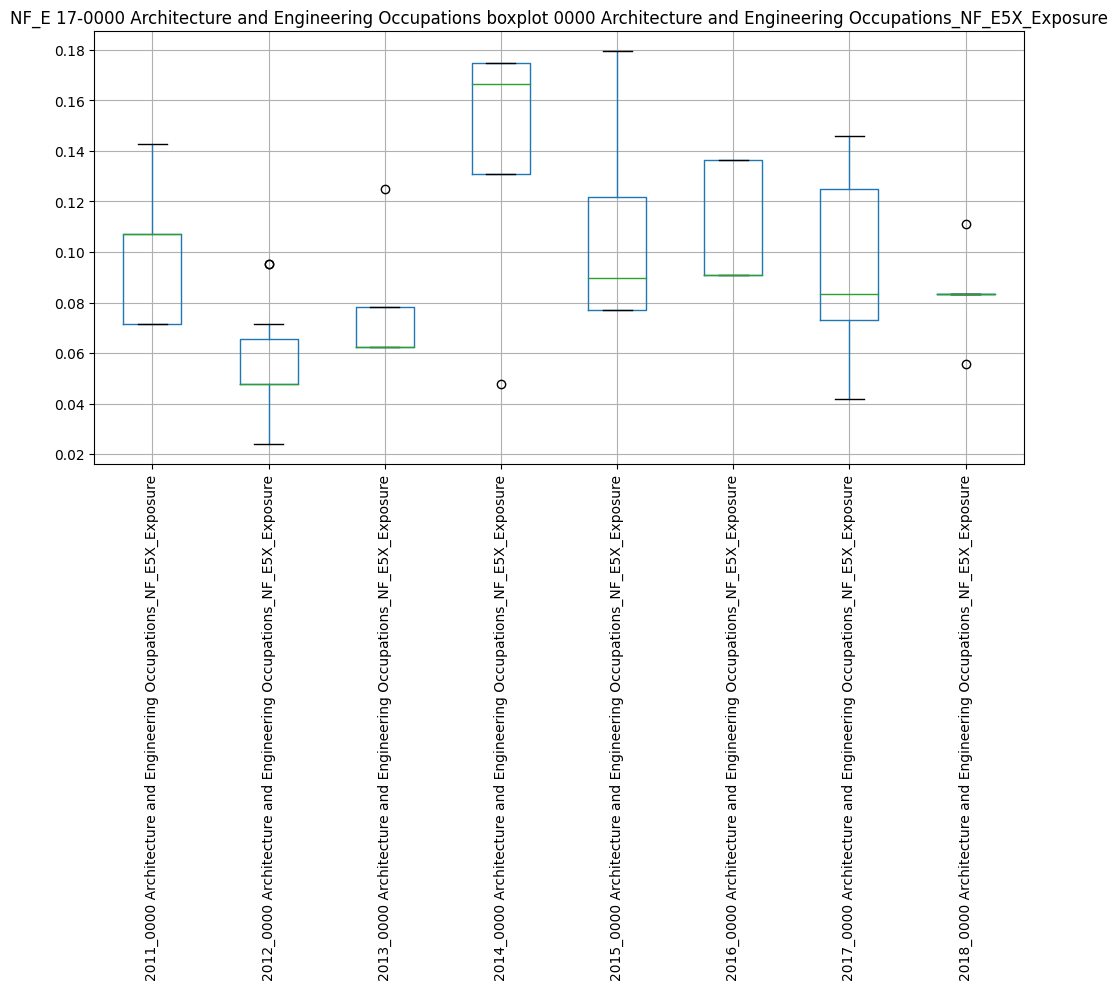 NF_E 17-0000 Architecture and Engineering Occupations boxplot 0000 Architecture and Engineering Occupations_NF_E5X_Exposure
0.18
0.16
0.14
0.12
0.10
0.08
0.06
0.04
0.02
2011_0000 Architecture and Engineering Occupations_NF_E5X_Exposure
2012_0000 Architecture and Engineering Occupations_NF_E5X_Exposure
2013_0000 Architecture and Engineering Occupations_NF_E5X_Exposure
2014_0000 Architecture and Engineering Occupations_NF_E5X_Exposure
2015_0000 Architecture and Engineering Occupations_NF_E5X_Exposure
2016_0000 Architecture and Engineering Occupations_NF_E5X_Exposure
2017_0000 Architecture and Engineering Occupations_NF_E5X_Exposure
2018_0000 Architecture and Engineering Occupations_NF_E5X_Exposure